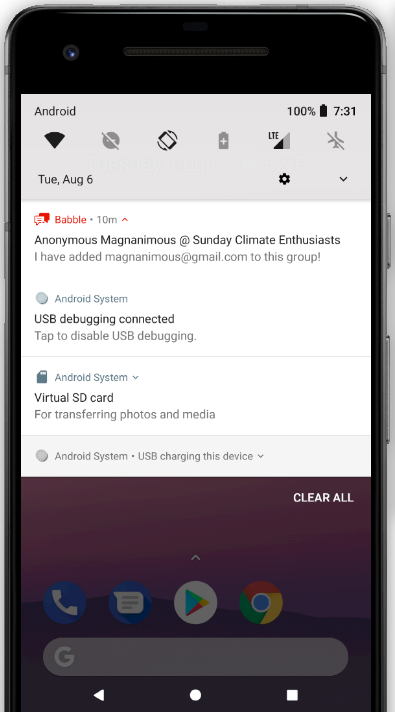 Android 100% 7:31
LTE
Tue, Aug 6
Babble • 10m
Anonymous Magnanimous @ Sunday Climate Enthusiasts
I have added magnanimous@gmail.com to this group!
Android System
USB debugging connected
Tap to disable USB debugging.
Android System
Virtual SD card
For transferring photos and media
Android System • USB charging this device
CLEAR ALL
G